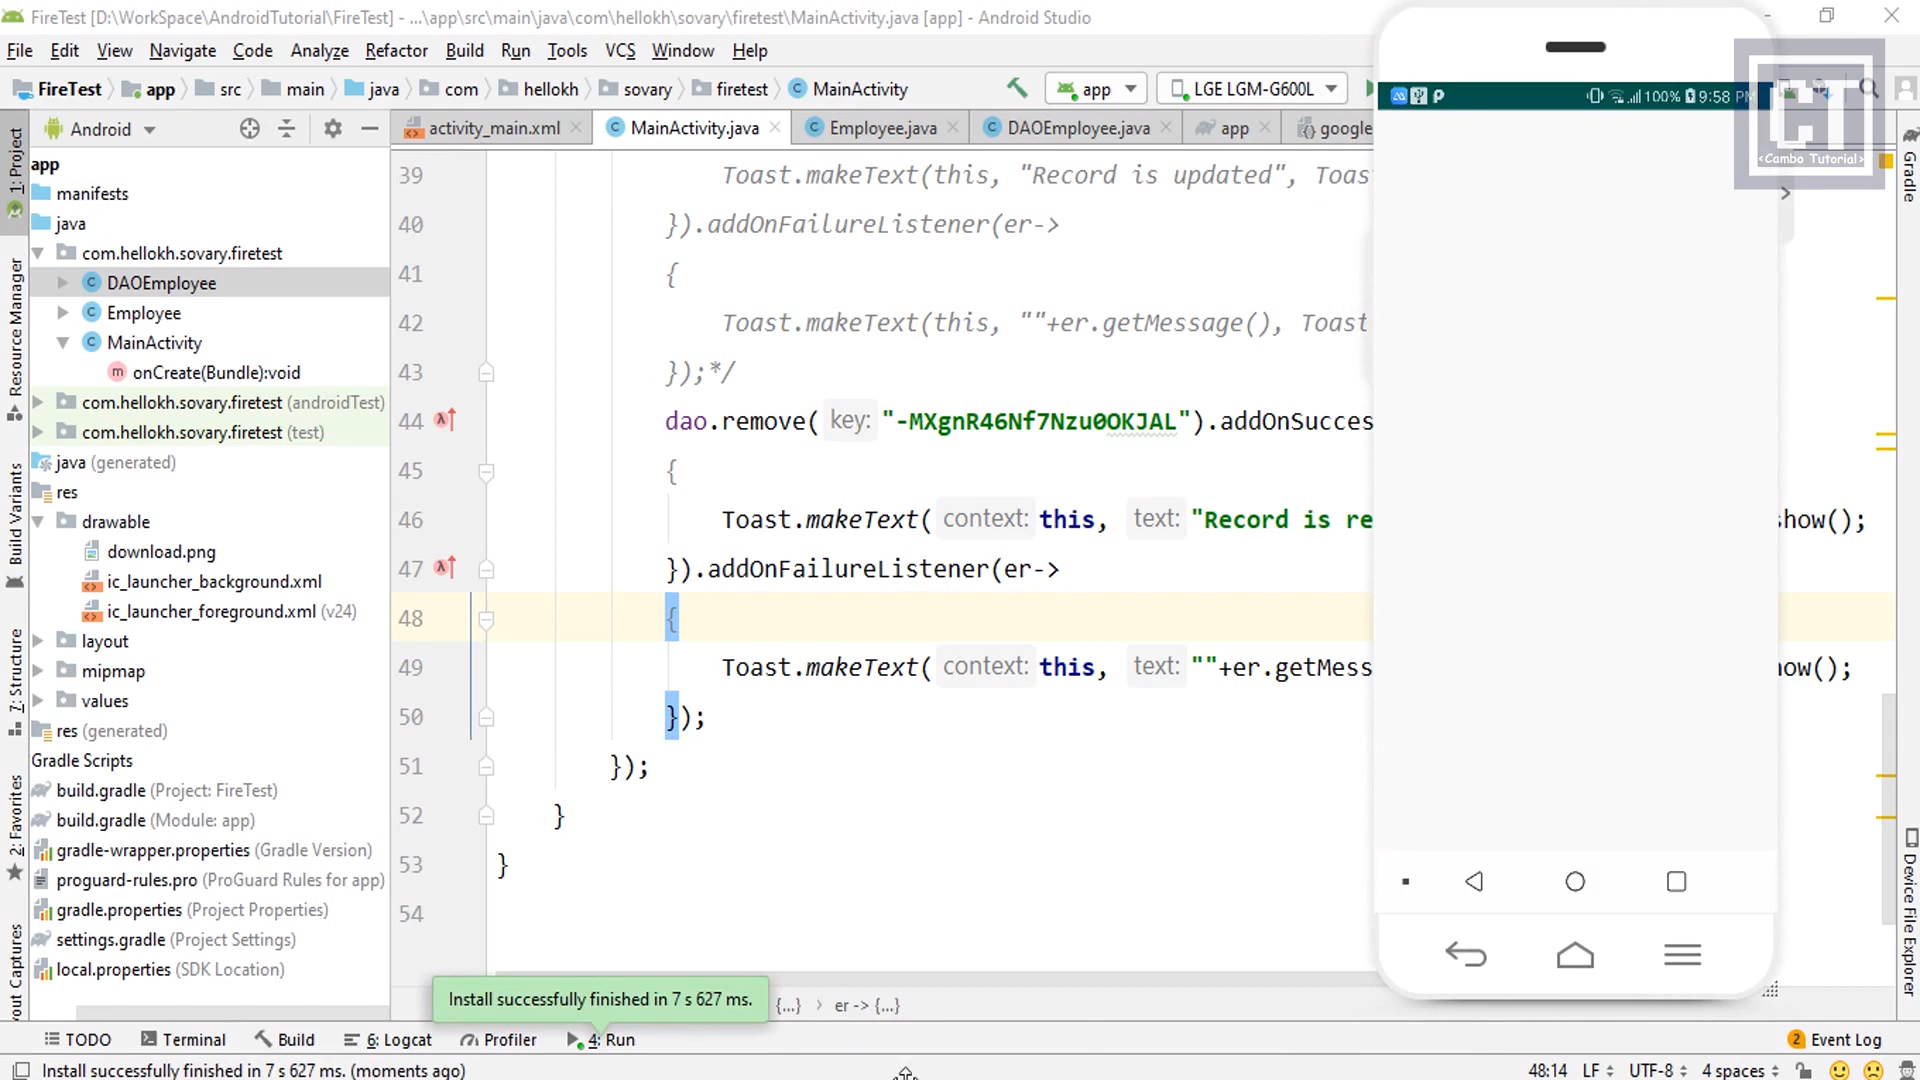 FireTest [D:\WorkSpace\AndroidTutorial\FireTest] - ...\app\src\main\java\com\hellokh\sovary\firetest\MainActivity.java [app] - Android Studio
File Edit View Navigate Code Analyze Refactor Build Run Tools VCS Window Help
FireTest app src main java com hellokh sovary firetest MainActivity app LGE LGM-G600L
Android activity_main.xml MainActivity.java Employee.java DAOEmployee.java app google
100% 9:58 PM
CT
<Cambo Tutorial>
1: Project
Resource Manager
Build Variants
7: Structure
2: Favorites
out Captures
app
manifests
java
com.hellokh.sovary.firetest
DAOEmployee
Employee
MainActivity
onCreate(Bundle):void
com.hellokh.sovary.firetest (androidTest)
com.hellokh.sovary.firetest (test)
java (generated)
res
drawable
download.png
ic_launcher_background.xml
ic_launcher_foreground.xml (v24)
layout
mipmap
values
res (generated)
Gradle Scripts
build.gradle (Project: FireTest)
build.gradle (Module: app)
gradle-wrapper.properties (Gradle Version)
proguard-rules.pro (ProGuard Rules for app)
gradle.properties (Project Properties)
settings.gradle (Project Settings)
local.properties (SDK Location)
39 Toast.makeText(this, "Record is updated", Toas
40 }).addOnFailureListener(er->
41 {
42 Toast.makeText(this, ""+er.getMessage(), Toast
43 });*/
44 dao.remove( key: "-MXgnR46Nf7Nzu0OKJAL").addOnSucces
45 {
46 Toast.makeText( context: this, text: "Record is re how();
47 }).addOnFailureListener(er->
48 {
49 Toast.makeText( context: this, text: ""+er.getMess ow();
50 });
51 });
52 }
53 }
54
Gradle
Device File Explorer
Install successfully finished in 7 s 627 ms.
{...} › er -> {...}
TODO Terminal Build 6: Logcat Profiler 4: Run 2 Event Log
Install successfully finished in 7 s 627 ms. (moments ago) 48:14 LF UTF-8 4 spaces